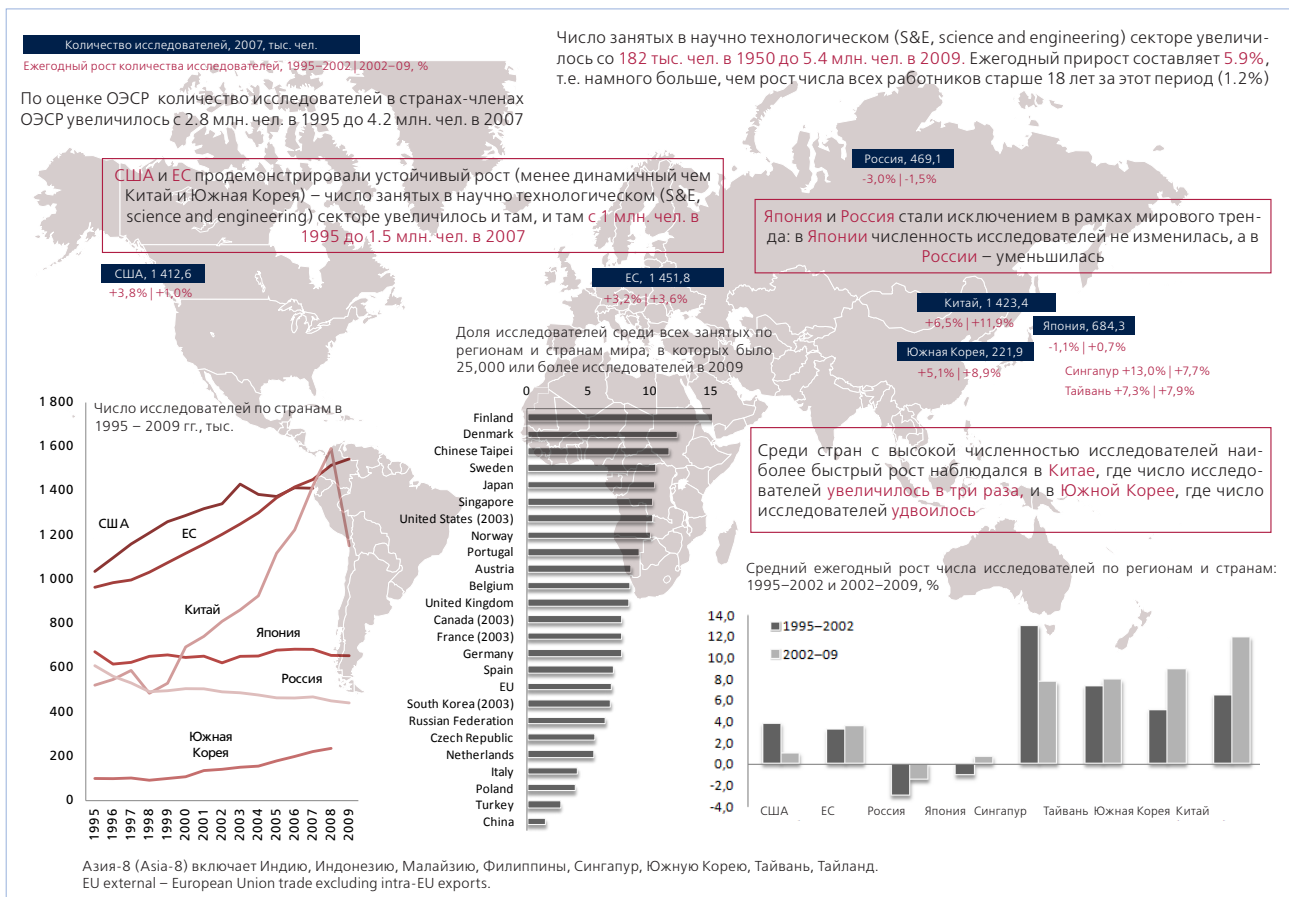 Количество исследователей, 2007, тыс. чел.
Ежегодный рост количества исследователей, 1995–2002 | 2002–09, %
По оценке ОЭСР количество исследователей в странах-членах
ОЭСР увеличилось с 2.8 млн. чел. в 1995 до 4.2 млн. чел. в 2007
Число занятых в научно технологическом (S&E, science and engineering) секторе увеличи-
лось со 182 тыс. чел. в 1950 до 5.4 млн. чел. в 2009. Ежегодный прирост составляет 5.9%,
т.е. намного больше, чем рост числа всех работников старше 18 лет за этот период (1.2%)
США и ЕС продемонстрировали устойчивый рост (менее динамичный чем
Китай и Южная Корея) – число занятых в научно технологическом (S&E,
science and engineering) секторе увеличилось и там, и там с 1 млн. чел. в
1995 до 1.5 млн. чел. в 2007
Россия, 469,1
-3,0% | -1,5%
Япония и Россия стали исключением в рамках мирового трен-
да: в Японии численность исследователей не изменилась, а в
России – уменьшилась
США, 1 412,6
+3,8% | +1,0%
ЕС, 1 451,8
+3,2% | +3,6%
Китай, 1 423,4
+6,5% | +11,9%
Япония, 684,3
-1,1% | +0,7%
Южная Корея, 221,9
+5,1% | +8,9%
Сингапур +13,0% | +7,7%
Тайвань +7,3% | +7,9%
Число исследователей по странам в
1995 – 2009 гг., тыс.
1 800
1 600
1 400
1 200
1 000
800
600
400
200
0
США
ЕС
Китай
Япония
Россия
Южная
Корея
1995
1996
1997
1998
1999
2000
2001
2002
2003
2004
2005
2006
2007
2008
2009
Доля исследователей среди всех занятых по
регионам и странам мира, в которых было
25,000 или более исследователей в 2009
0 5 10 15
Finland
Denmark
Chinese Taipei
Sweden
Japan
Singapore
United States (2003)
Norway
Portugal
Austria
Belgium
United Kingdom
Canada (2003)
France (2003)
Germany
Spain
EU
South Korea (2003)
Russian Federation
Czech Republic
Netherlands
Italy
Poland
Turkey
China
Среди стран с высокой численностью исследователей наи-
более быстрый рост наблюдался в Китае, где число исследо-
вателей увеличилось в три раза, и в Южной Корее, где число
исследователей удвоилось
Средний ежегодный рост числа исследователей по регионам и странам:
1995–2002 и 2002–2009, %
14,0
12,0
10,0
8,0
6,0
4,0
2,0
0,0
-2,0
-4,0
1995–2002
2002–09
США ЕС Россия Япония Сингапур Тайвань Южная Корея Китай
Азия-8 (Asia-8) включает Индию, Индонезию, Малайзию, Филиппины, Сингапур, Южную Корею, Тайвань, Тайланд.
EU external – European Union trade excluding intra-EU exports.